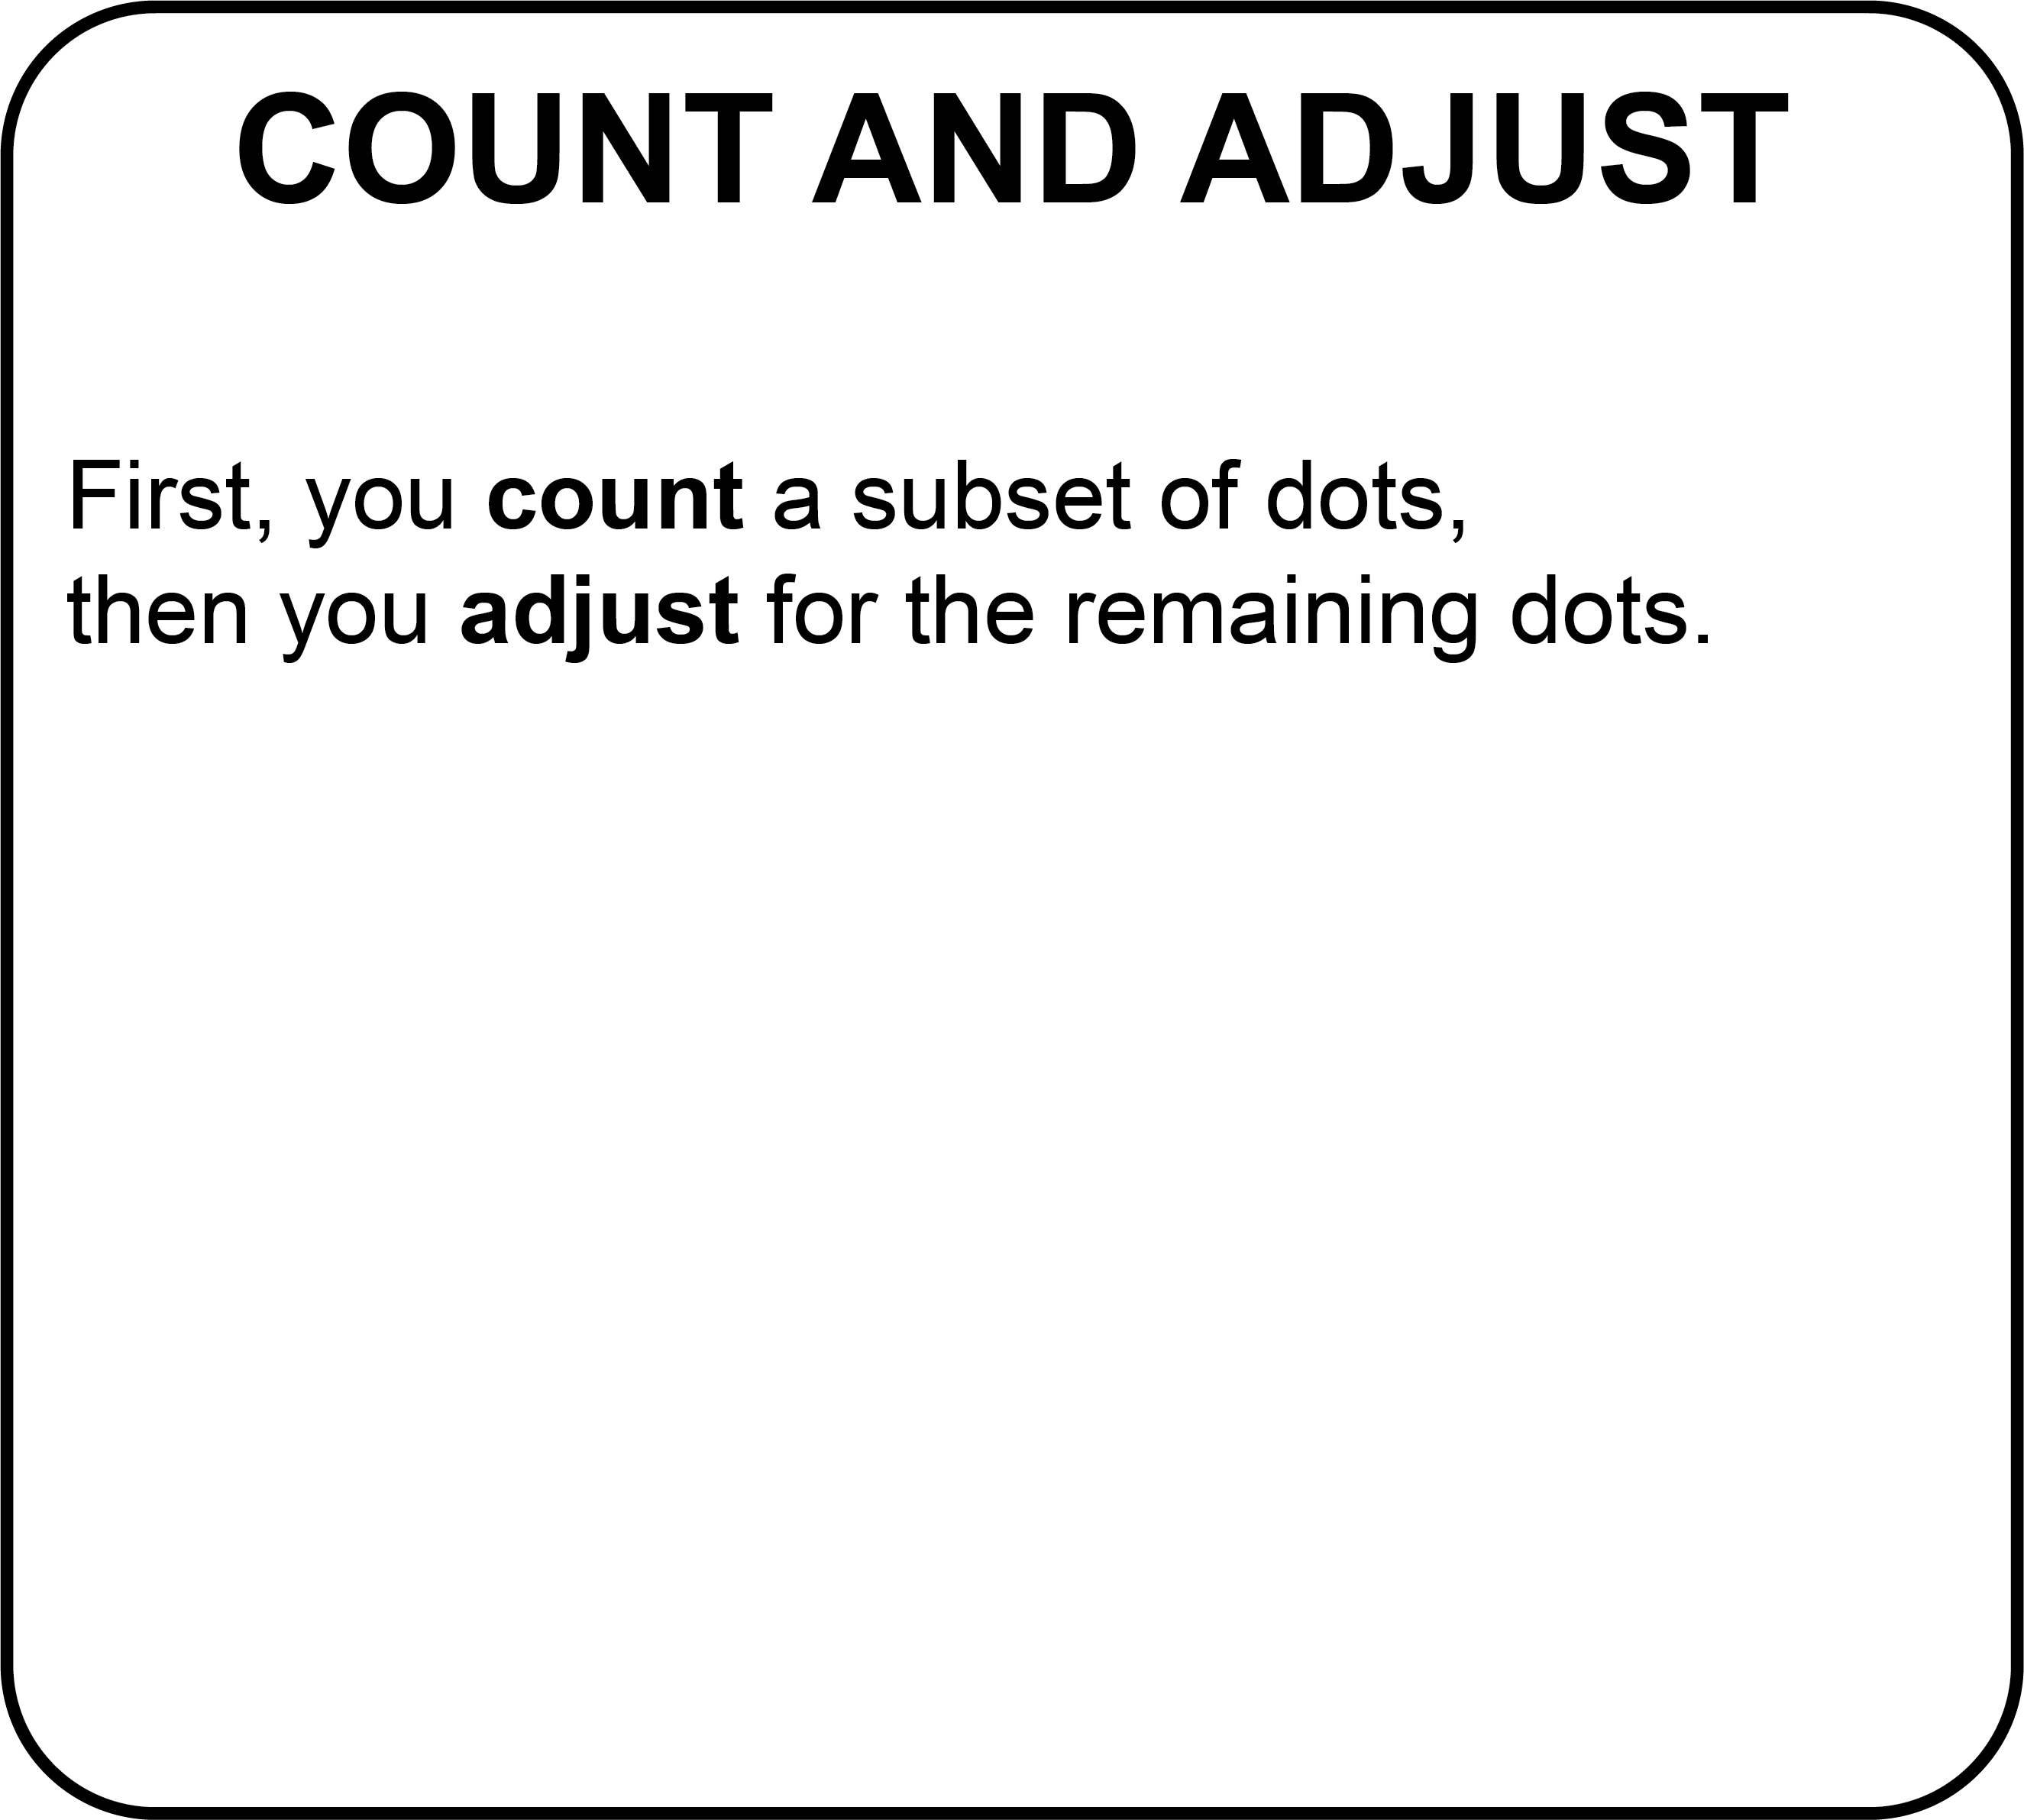 COUNT AND ADJUST
First, you count a subset of dots,
then you adjust for the remaining dots.